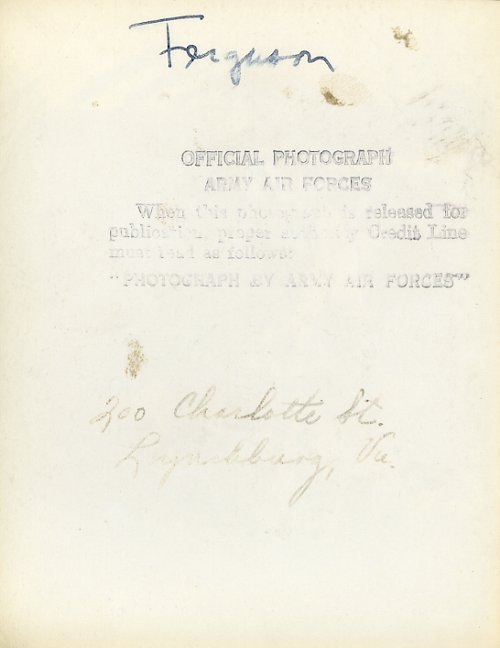 Ferguson
OFFICIAL PHOTOGRAPH
ARMY AIR FORCES
When this photograph is released for
publication, proper authority Credit Line
must read as follows:
"PHOTOGRAPH BY ARMY AIR FORCES"
200 Charlotte St.
Lynchburg, Va.